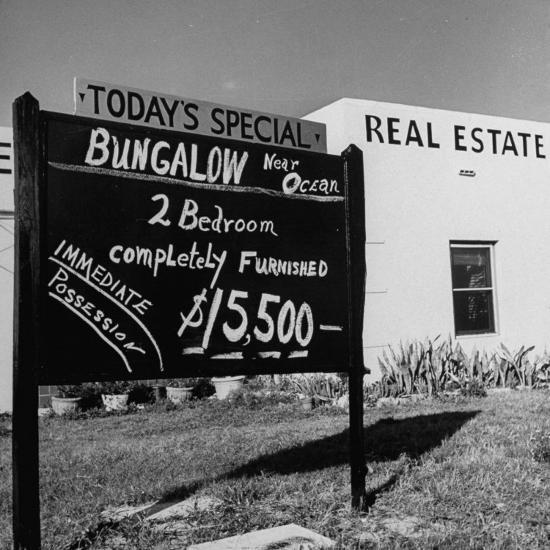 TODAY'S SPECIAL
BUNGALOW Near Ocean
2 Bedroom
completely FURNISHED
IMMEDIATE
POSSESSION
$15,500—
REAL ESTATE
E